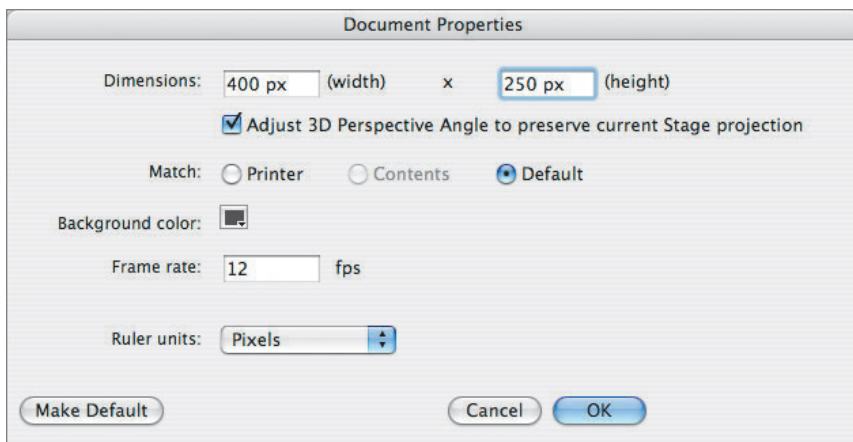 Document Properties
Dimensions: 400 px (width) x 250 px (height)
Adjust 3D Perspective Angle to preserve current Stage projection
Match: Printer Contents Default
Background color:
Frame rate: 12 fps
Ruler units: Pixels
Make Default Cancel OK